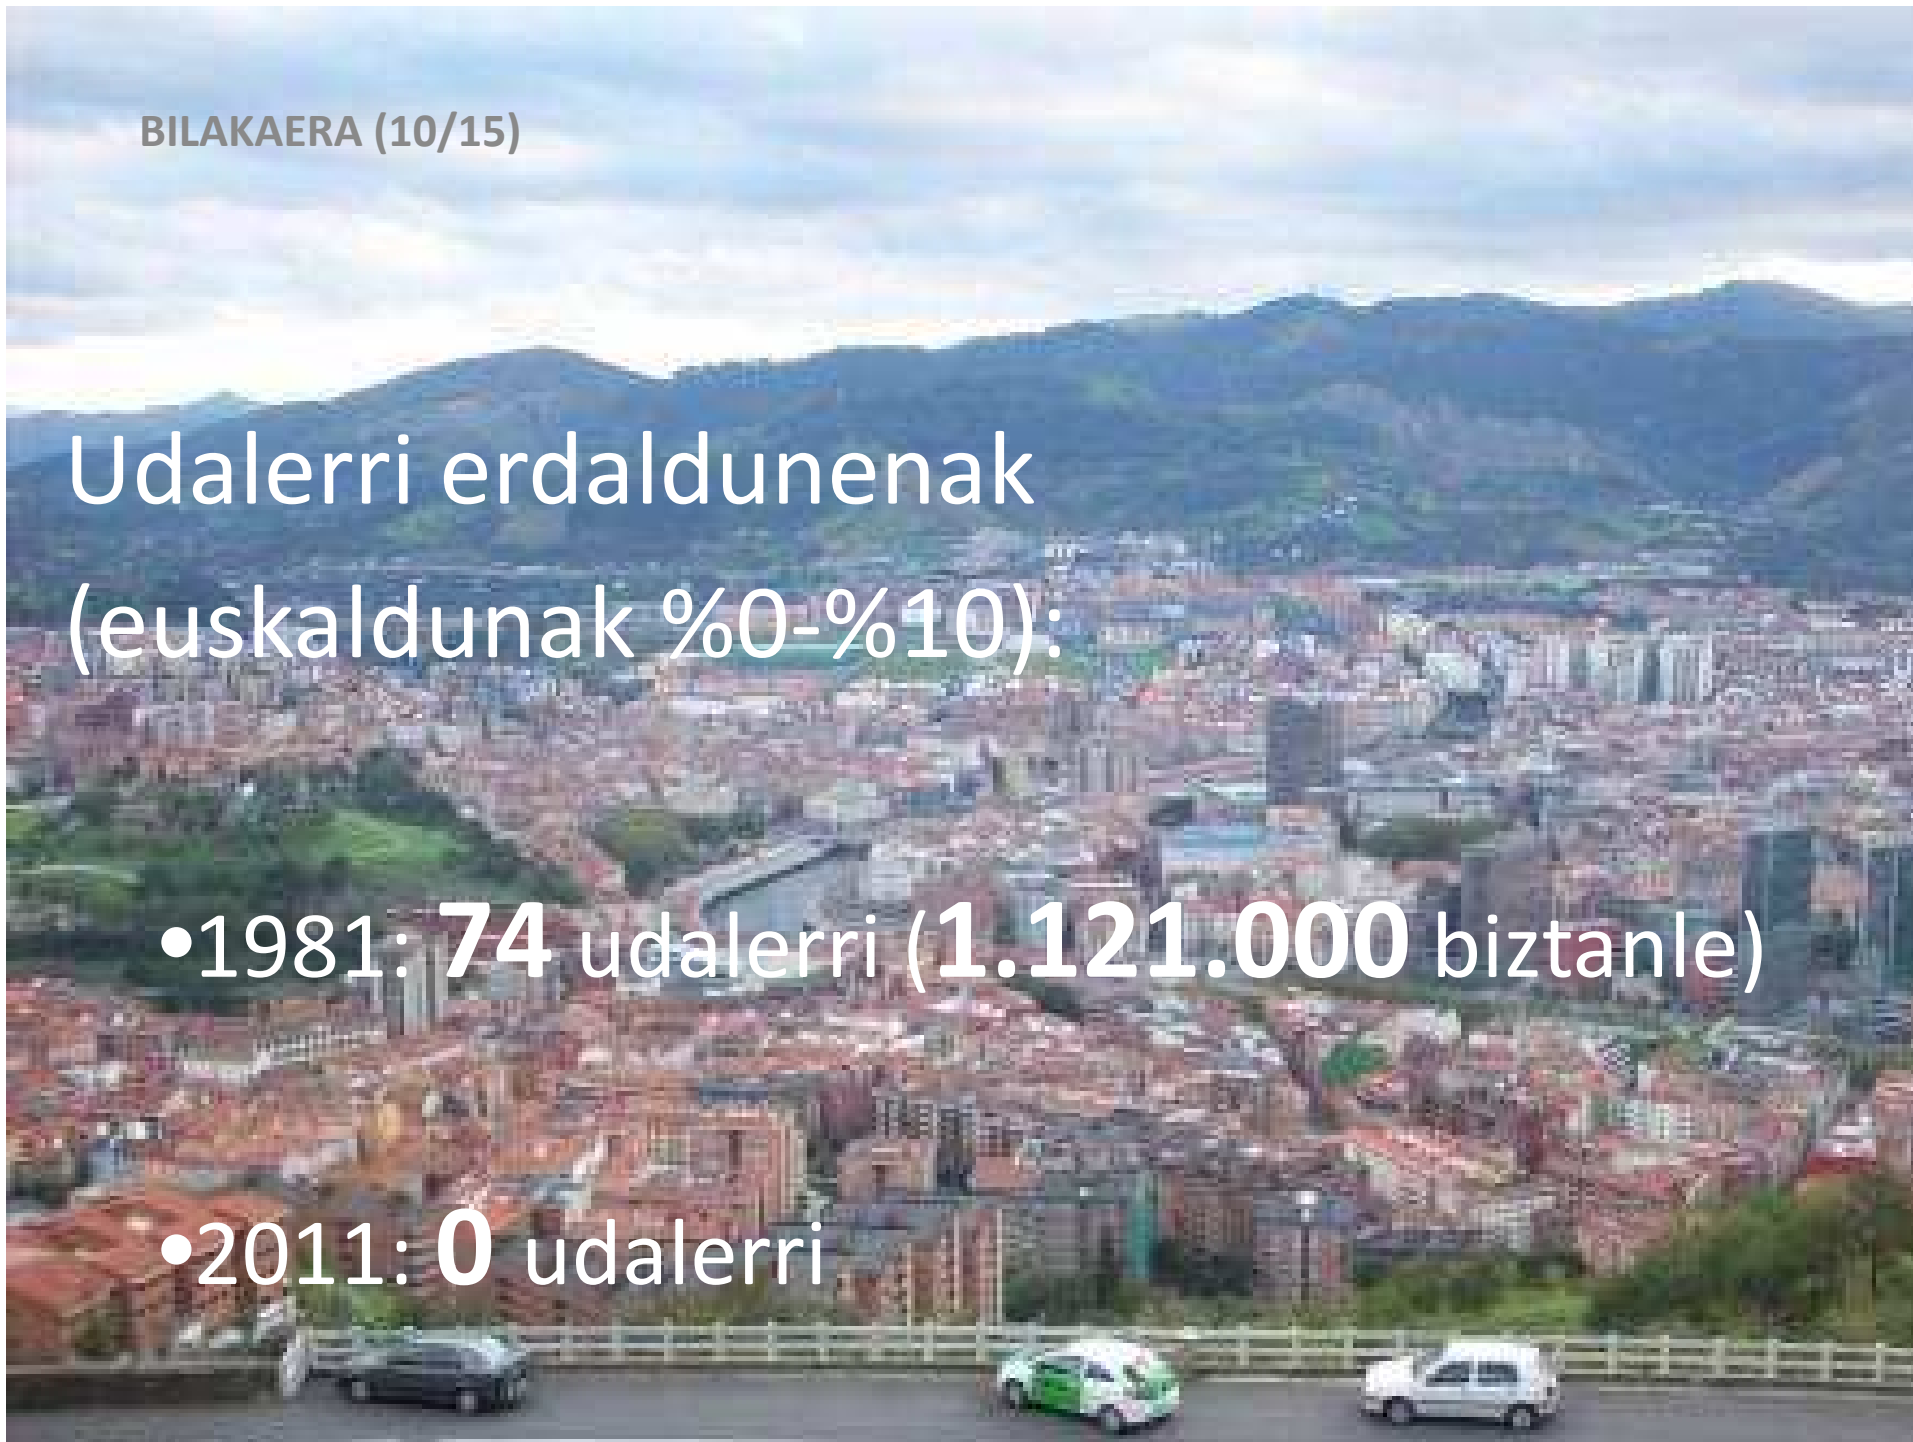 BILAKAERA (10/15)
Udalerri erdaldunenak
(euskaldunak %0-%10):
•1981: 74 udalerri (1.121.000 biztanle)
•2011: 0 udalerri